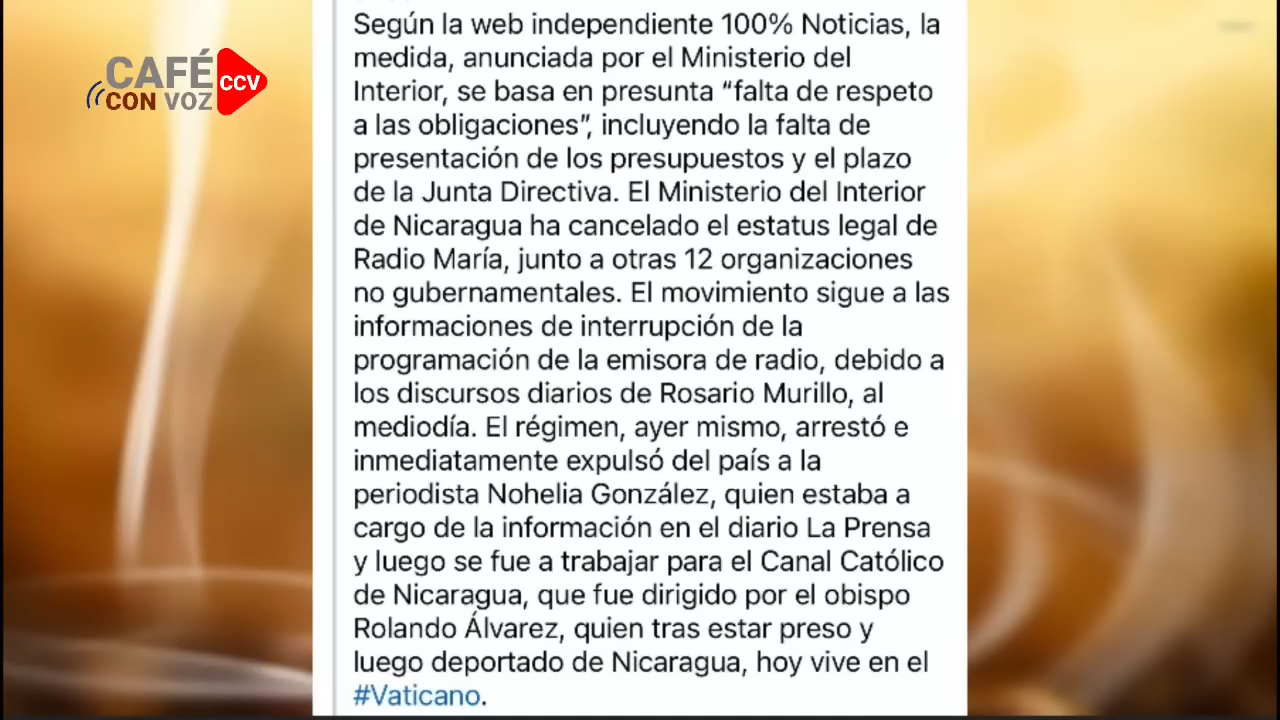 CAFÉ
CON VOZ
CCV
Según la web independiente 100% Noticias, la
medida, anunciada por el Ministerio del
Interior, se basa en presunta “falta de respeto
a las obligaciones”, incluyendo la falta de
presentación de los presupuestos y el plazo
de la Junta Directiva. El Ministerio del Interior
de Nicaragua ha cancelado el estatus legal de
Radio María, junto a otras 12 organizaciones
no gubernamentales. El movimiento sigue a las
informaciones de interrupción de la
programación de la emisora de radio, debido a
los discursos diarios de Rosario Murillo, al
mediodía. El régimen, ayer mismo, arrestó e
inmediatamente expulsó del país a la
periodista Nohelia González, quien estaba a
cargo de la información en el diario La Prensa
y luego se fue a trabajar para el Canal Católico
de Nicaragua, que fue dirigido por el obispo
Rolando Álvarez, quien tras estar preso y
luego deportado de Nicaragua, hoy vive en el
#Vaticano.